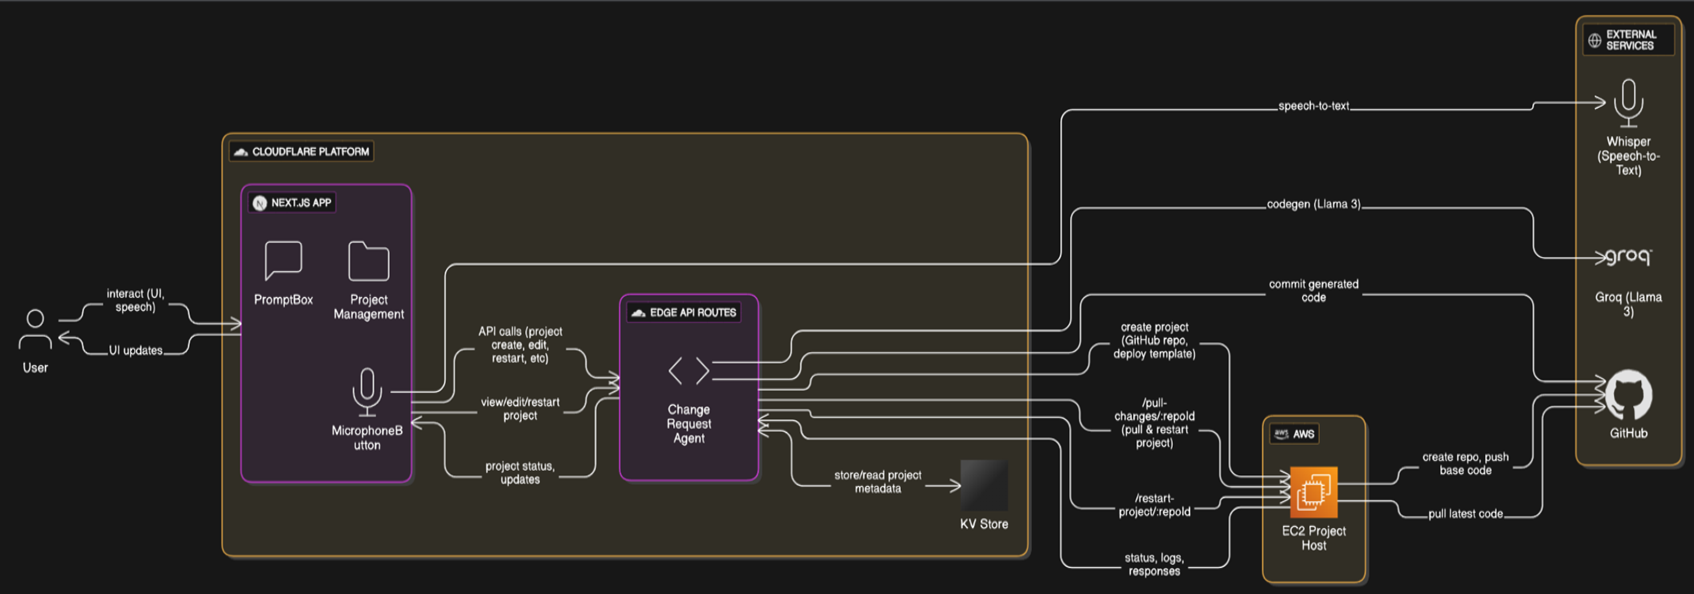 EXTERNAL
SERVICES
speech-to-text
Whisper
(Speech-to-
Text)
CLOUDFLARE PLATFORM
NEXT.JS APP
codegen (Llama 3)
groq
PromptBox
Project
Management
Groq (Llama
3)
interact (UI,
speech)
UI updates
User
commit generated
code
EDGE API ROUTES
API calls (project
create, edit,
restart, etc)
create project
(GitHub repo,
deploy template)
view/edit/restart
project
MicrophoneB
utton
Change
Request
Agent
/pull-
changes/:repoId
(pull & restart
project)
GitHub
aws
AWS
project status,
updates
store/read project
metadata
KV Store
create repo, push
base code
/restart-
project/:repoId
pull latest code
EC2 Project
Host
status, logs,
responses